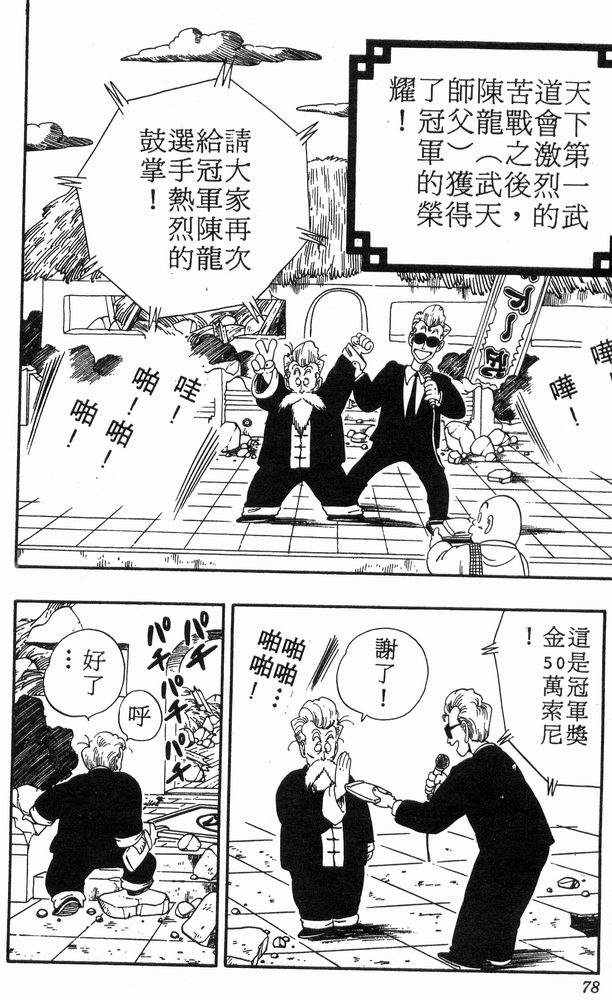 天下第一武
道會激烈的
苦戰之後，
陳龍（武天
師父）獲得
了冠軍的榮
耀！
請大家再次
給冠軍陳龍
選手熱烈的
鼓掌！
天下一武
嘩！
哇！
啪！
啪！
啪！
這是冠軍獎
金50萬索尼
！
謝了！
啪啪…
啪啪！
パチ
パチ
パチ
パチ
呼
好了
…
78